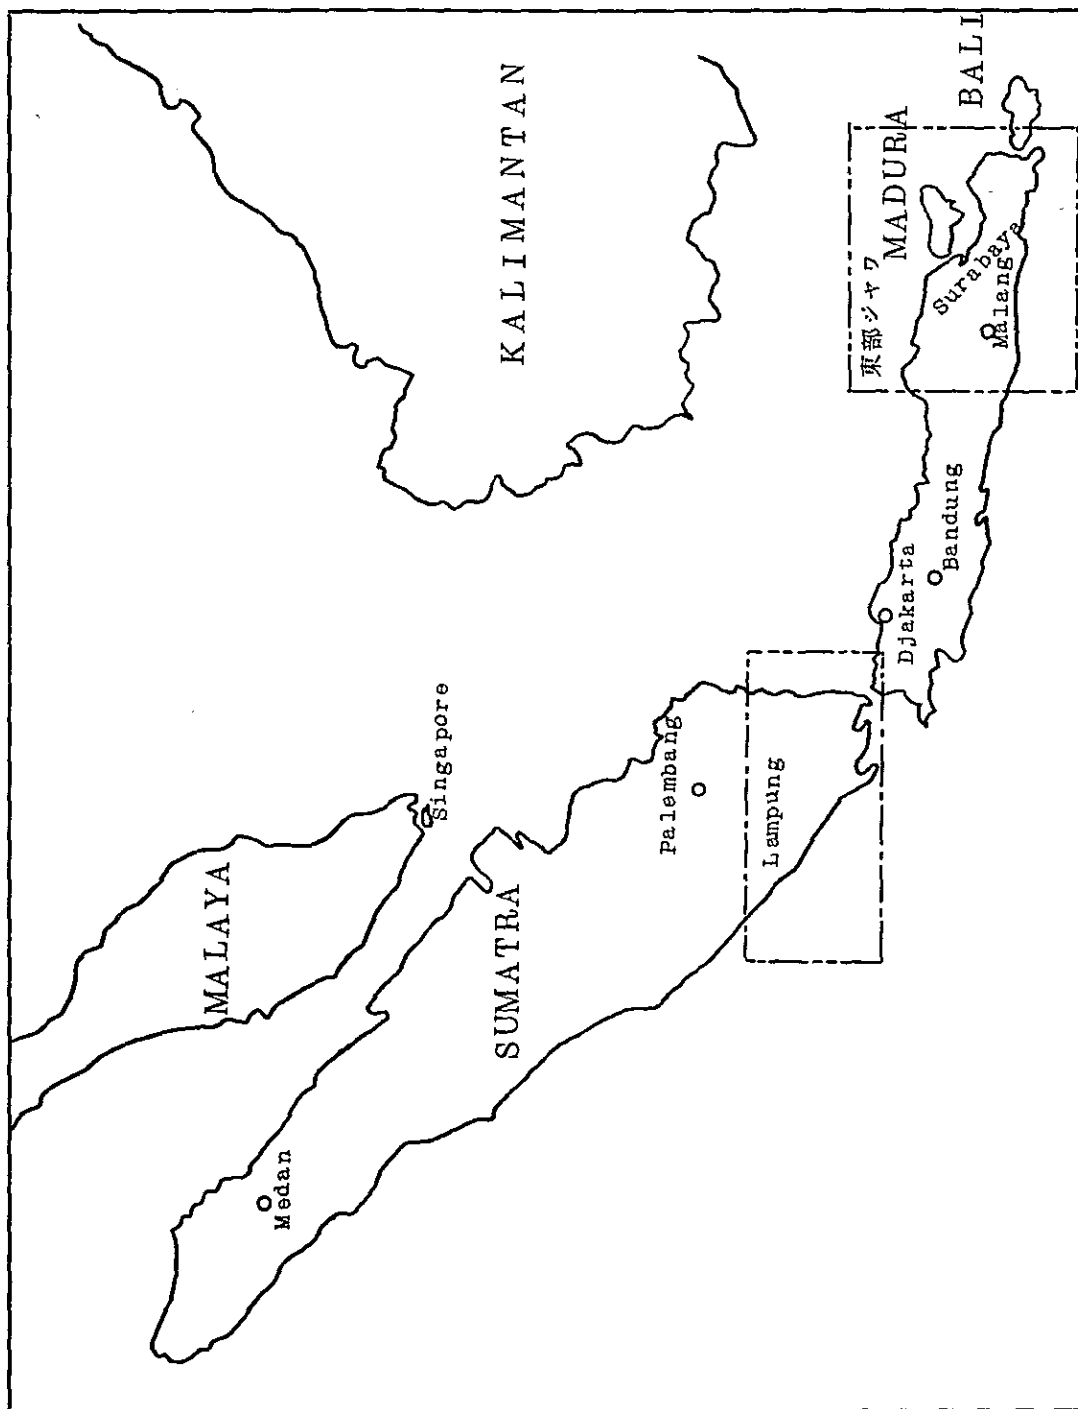 KALIMANTAN
MALAYA
Singapore
Medan
SUMATRA
Palembang
Lampung
Djakarta
Bandung
東部ジャワ
MADURA
Surabaya
Malang
BALI